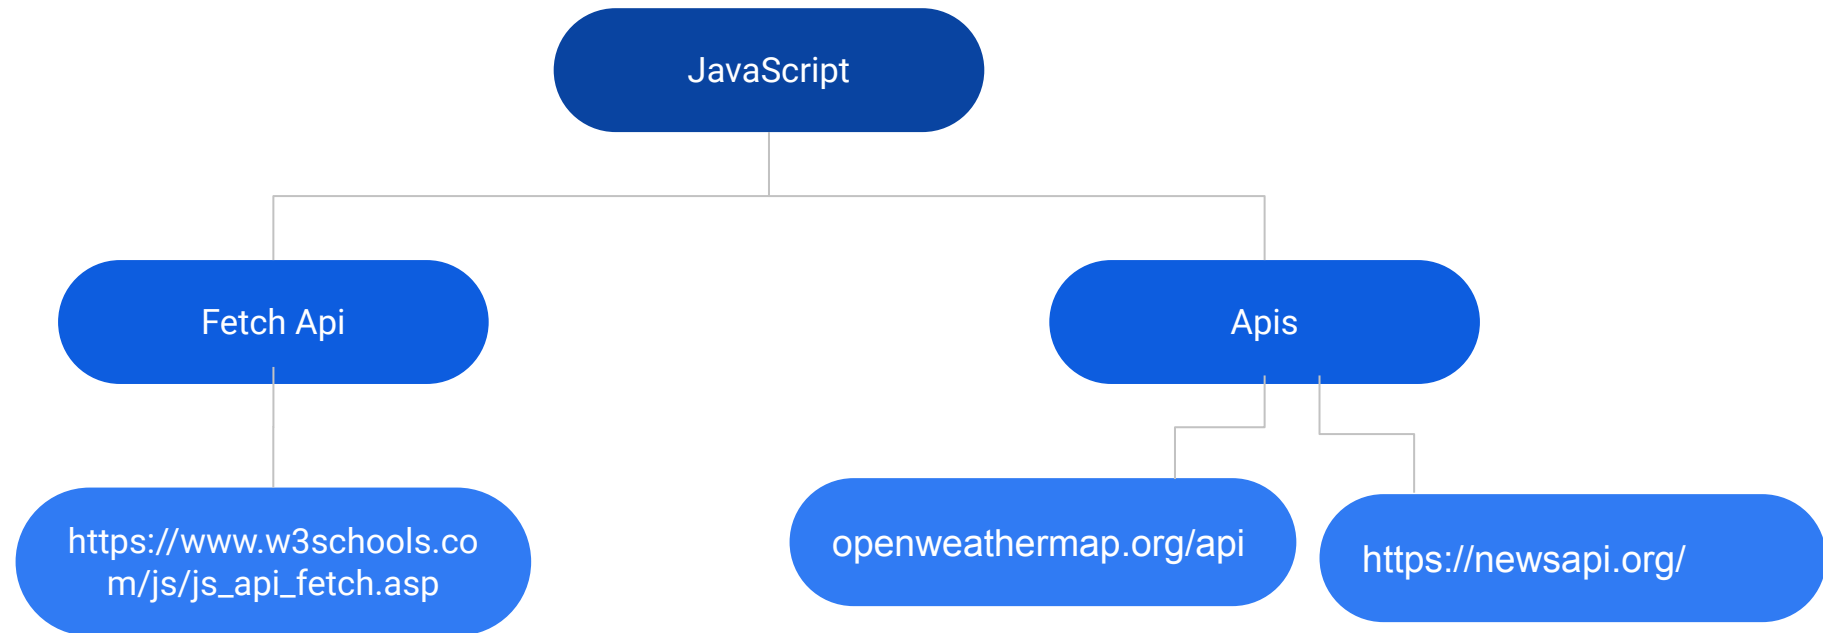 JavaScript
Fetch Api
Apis
https://www.w3schools.co
m/js/js_api_fetch.asp
openweathermap.org/api
https://newsapi.org/